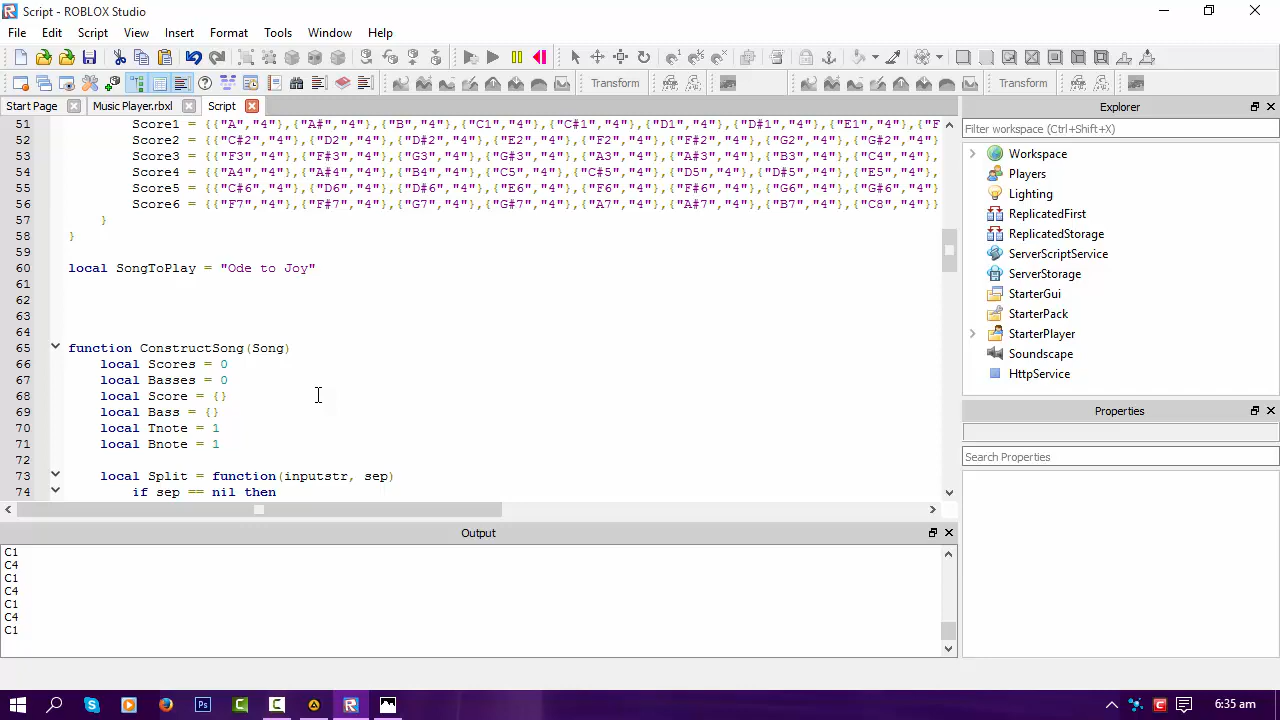 Script - ROBLOX Studio
File Edit Script View Insert Format Tools Window Help
Transform Transform
Start Page Music Player.rbxl Script
51 Score1 = {{"A","4"},{"A#","4"},{"B","4"},{"C1","4"},{"C#1","4"},{"D1","4"},{"D#1","4"},{"E1","4"},{"F
52 Score2 = {{"C#2","4"},{"D2","4"},{"D#2","4"},{"E2","4"},{"F2","4"},{"F#2","4"},{"G2","4"},{"G#2","4"}
53 Score3 = {{"F3","4"},{"F#3","4"},{"G3","4"},{"G#3","4"},{"A3","4"},{"A#3","4"},{"B3","4"},{"C4","4"},
54 Score4 = {{"A4","4"},{"A#4","4"},{"B4","4"},{"C5","4"},{"C#5","4"},{"D5","4"},{"D#5","4"},{"E5","4"},
55 Score5 = {{"C#6","4"},{"D6","4"},{"D#6","4"},{"E6","4"},{"F6","4"},{"F#6","4"},{"G6","4"},{"G#6","4"}
56 Score6 = {{"F7","4"},{"F#7","4"},{"G7","4"},{"G#7","4"},{"A7","4"},{"A#7","4"},{"B7","4"},{"C8","4"}}
57 }
58 }
59
60 local SongToPlay = "Ode to Joy"
61
62
63
64
65 function ConstructSong(Song)
66 local Scores = 0
67 local Basses = 0
68 local Score = {}
69 local Bass = {}
70 local Tnote = 1
71 local Bnote = 1
72
73 local Split = function(inputstr, sep)
74 if sep == nil then
Output
C1
C4
C1
C4
C1
C4
C1
Explorer
Filter workspace (Ctrl+Shift+X)
Workspace
Players
Lighting
ReplicatedFirst
ReplicatedStorage
ServerScriptService
ServerStorage
StarterGui
StarterPack
StarterPlayer
Soundscape
HttpService
Properties
Search Properties
6:35 am